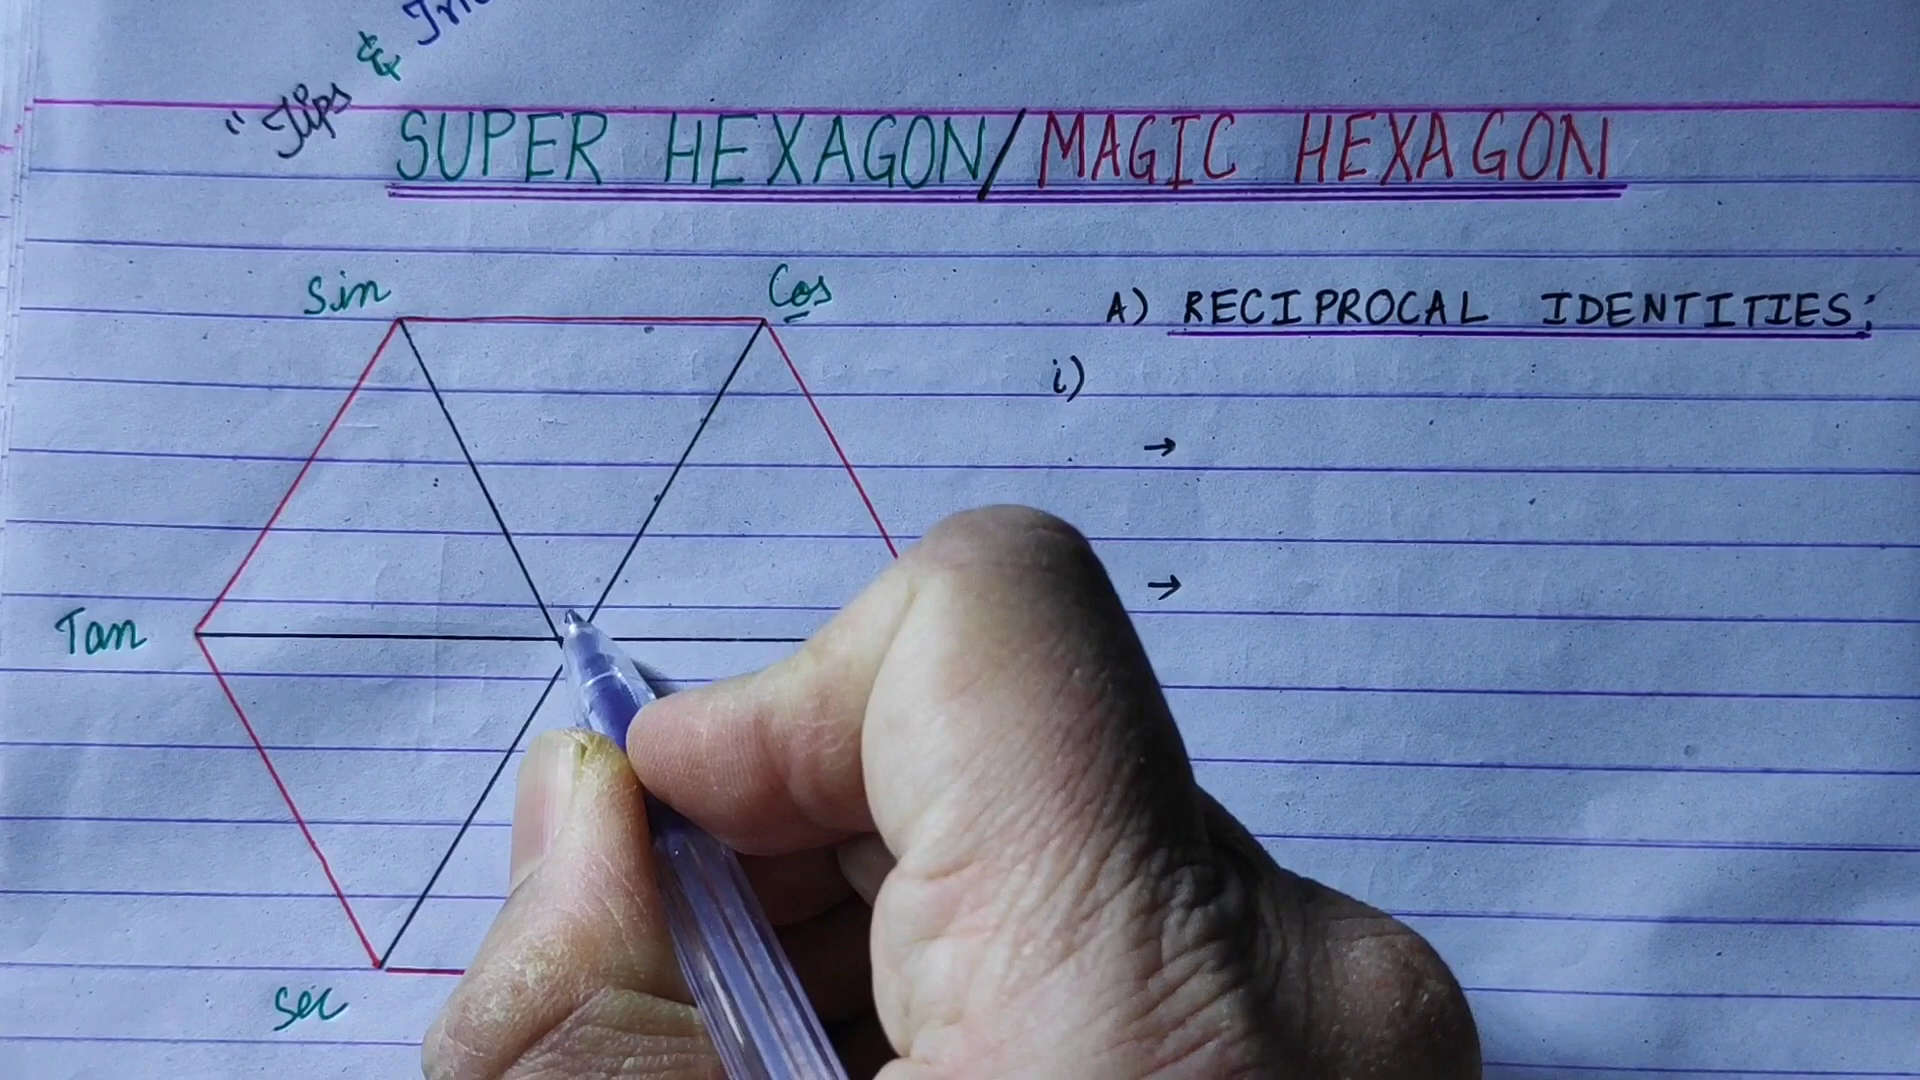 "Tips &
SUPER HEXAGON/MAGIC HEXAGON
Sin
Cos
A) RECIPROCAL IDENTITIES:
i)
→
→
Tan
Sec